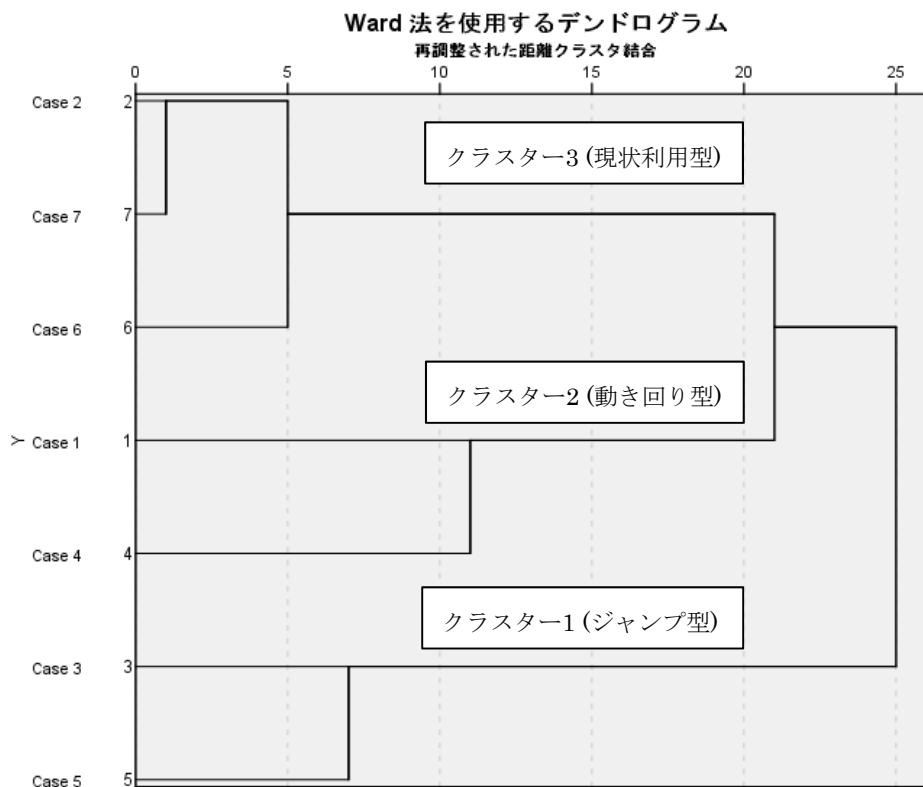 Ward 法を使用するデンドログラム
再調整された距離クラスタ結合
0 5 10 15 20 25
Case 2 2
クラスター3 (現状利用型)
Case 7 7
Case 6 6
クラスター2 (動き回り型)
Y
Case 1 1
Case 4 4
クラスター1 (ジャンプ型)
Case 3 3
Case 5 5